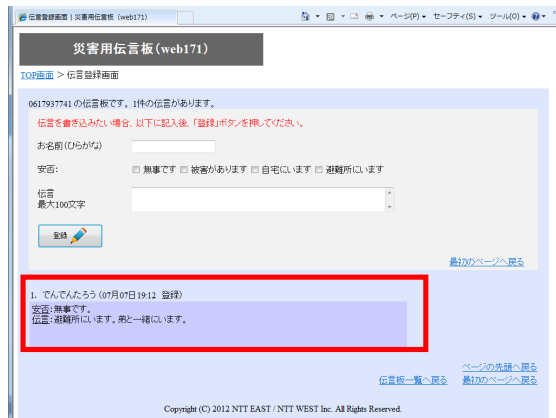 伝言登録画面 | 災害用伝言板 (web171)
ページ(P) セーフティ(S) ツール(O)
災害用伝言板(web171)
TOP画面 > 伝言登録画面
0617937741 の伝言板です。1件の伝言があります。
伝言を書き込みたい場合、以下に記入後、「登録」ボタンを押してください。
お名前(ひらがな)
安否: 無事です 被害があります 自宅にいます 避難所にいます
伝言
最大100文字
登録
最初のページへ戻る
1. でんでんたろう (07月07日19:12 登録)
安否:無事です。
伝言:避難所にいます。弟と一緒にいます。
ページの先頭へ戻る
伝言板一覧へ戻る 最初のページへ戻る
Copyright (C) 2012 NTT EAST / NTT WEST Inc. All Rights Reserved.